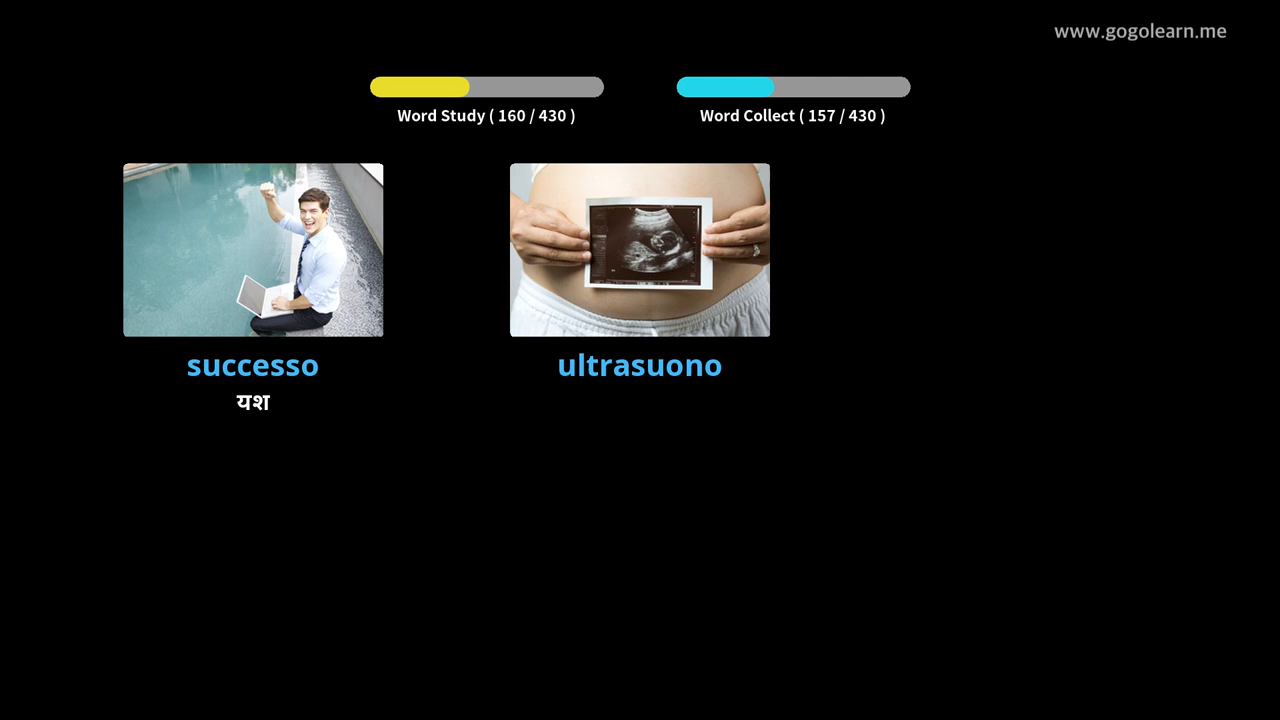 www.gogolearn.me
Word Study ( 160 / 430 )
Word Collect ( 157 / 430 )
successo
ultrasuono
यश